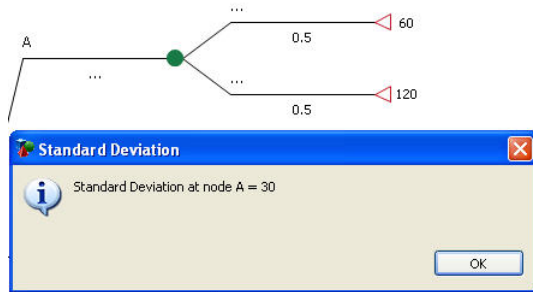 ...
60
0.5
A
...
...
120
0.5
Standard Deviation
Standard Deviation at node A = 30
OK